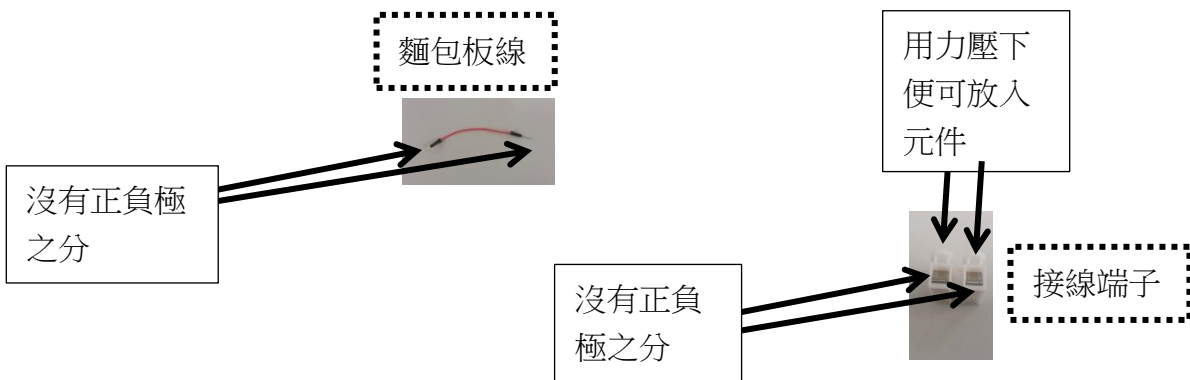 麵包板線
用力壓下
便可放入
元件
沒有正負極
之分
沒有正負
極之分
接線端子